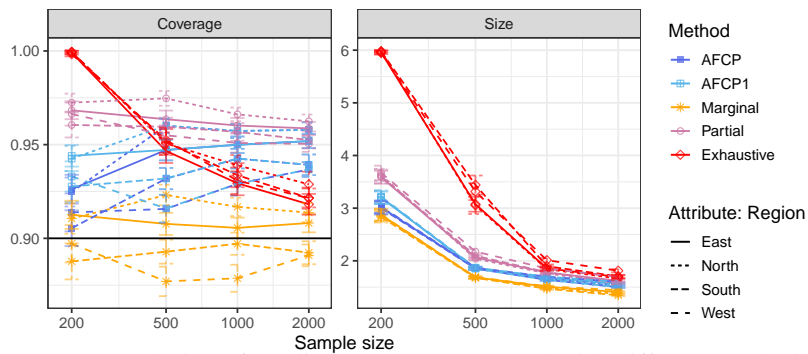 Coverage
Size
1.00
0.95
0.90
6
5
4
3
2
200
500
1000
2000
200
500
1000
2000
Sample size
Method
AFCP
AFCP1
Marginal
Partial
Exhaustive
Attribute: Region
East
North
South
West